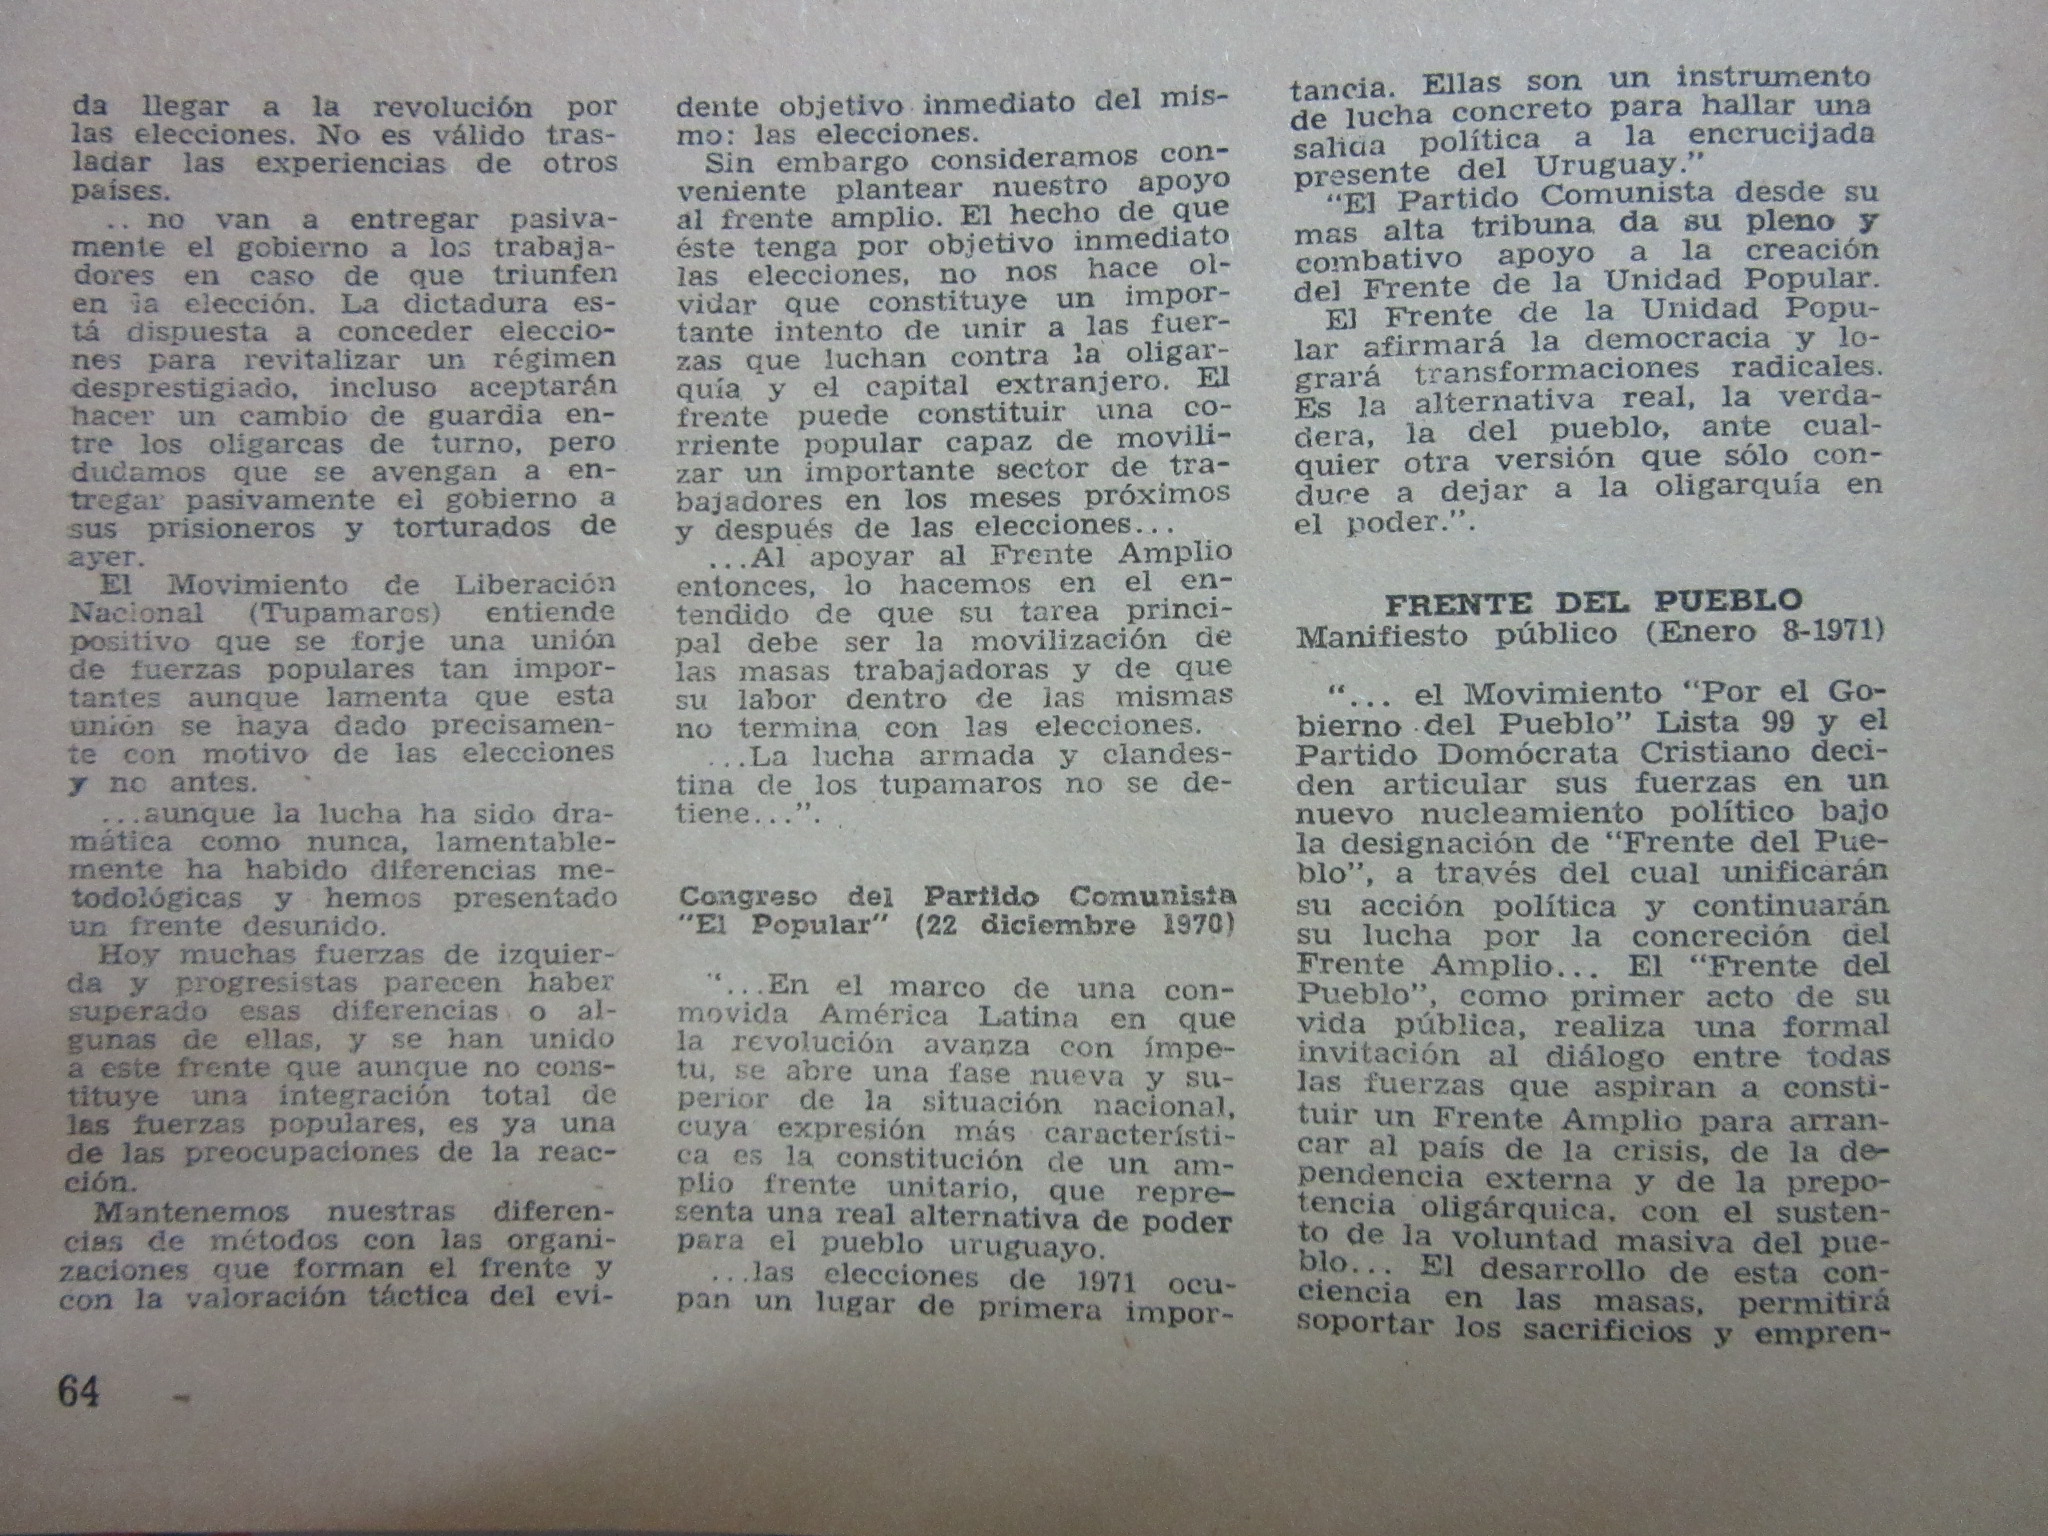 da llegar a la revolución por
las elecciones. No es válido tras-
ladar las experiencias de otros
países.
.. no van a entregar pasiva-
mente el gobierno a los trabaja-
dores en caso de que triunfen
en la elección. La dictadura es-
tá dispuesta a conceder eleccio-
nes para revitalizar un régimen
desprestigiado, incluso aceptarán
hacer un cambio de guardia en-
tre los oligarcas de turno, pero
dudamos que se avengan a en-
tregar pasivamente el gobierno a
sus prisioneros y torturados de
ayer.
El Movimiento de Liberación
Nacional (Tupamaros) entiende
positivo que se forje una unión
de fuerzas populares tan impor-
tantes aunque lamenta que esta
unión se haya dado precisamen-
te con motivo de las elecciones
y no antes.
...aunque la lucha ha sido dra-
mática como nunca, lamentable-
mente ha habido diferencias me-
todológicas y hemos presentado
un frente desunido.
Hoy muchas fuerzas de izquier-
da y progresistas parecen haber
superado esas diferencias o al-
gunas de ellas, y se han unido
a este frente que aunque no cons-
tituye una integración total de
las fuerzas populares, es ya una
de las preocupaciones de la reac-
ción.
Mantenemos nuestras diferen-
cias de métodos con las organi-
zaciones que forman el frente y
con la valoración táctica del evi-
dente objetivo inmediato del mis-
mo: las elecciones.
Sin embargo consideramos con-
veniente plantear nuestro apoyo
al frente amplio. El hecho de que
éste tenga por objetivo inmediato
las elecciones, no nos hace ol-
vidar que constituye un impor-
tante intento de unir a las fuer-
zas que luchan contra la oligar-
quía y el capital extranjero. El
frente puede constituir una co-
rriente popular capaz de movili-
zar un importante sector de tra-
bajadores en los meses próximos
y después de las elecciones...
...Al apoyar al Frente Amplio
entonces, lo hacemos en el en-
tendido de que su tarea princi-
pal debe ser la movilización de
las masas trabajadoras y de que
su labor dentro de las mismas
no termina con las elecciones.
...La lucha armada y clandes-
tina de los tupamaros no se de-
tiene...".
Congreso del Partido Comunista
"El Popular" (22 diciembre 1970)
"...En el marco de una con-
movida América Latina en que
la revolución avanza con ímpe-
tu, se abre una fase nueva y su-
perior de la situación nacional,
cuya expresión más característi-
ca es la constitución de un am-
plio frente unitario, que repre-
senta una real alternativa de poder
para el pueblo uruguayo.
...las elecciones de 1971 ocu-
pan un lugar de primera impor-
tancia. Ellas son un instrumento
de lucha concreto para hallar una
salida política a la encrucijada
presente del Uruguay."
"El Partido Comunista desde su
mas alta tribuna da su pleno y
combativo apoyo a la creación
del Frente de la Unidad Popular.
El Frente de la Unidad Popu-
lar afirmará la democracia y lo-
grará transformaciones radicales.
Es la alternativa real, la verda-
dera, la del pueblo, ante cual-
quier otra versión que sólo con-
duce a dejar a la oligarquía en
el poder.".
FRENTE DEL PUEBLO
Manifiesto público (Enero 8-1971)
"... el Movimiento "Por el Go-
bierno del Pueblo" Lista 99 y el
Partido Domócrata Cristiano deci-
den articular sus fuerzas en un
nuevo nucleamiento político bajo
la designación de "Frente del Pue-
blo", a través del cual unificarán
su acción política y continuarán
su lucha por la concreción del
Frente Amplio... El "Frente del
Pueblo", como primer acto de su
vida pública, realiza una formal
invitación al diálogo entre todas
las fuerzas que aspiran a consti-
tuir un Frente Amplio para arran-
car al país de la crisis, de la de-
pendencia externa y de la prepo-
tencia oligárquica, con el susten-
to de la voluntad masiva del pue-
blo... El desarrollo de esta con-
ciencia en las masas, permitirá
soportar los sacrificios y empren-
64